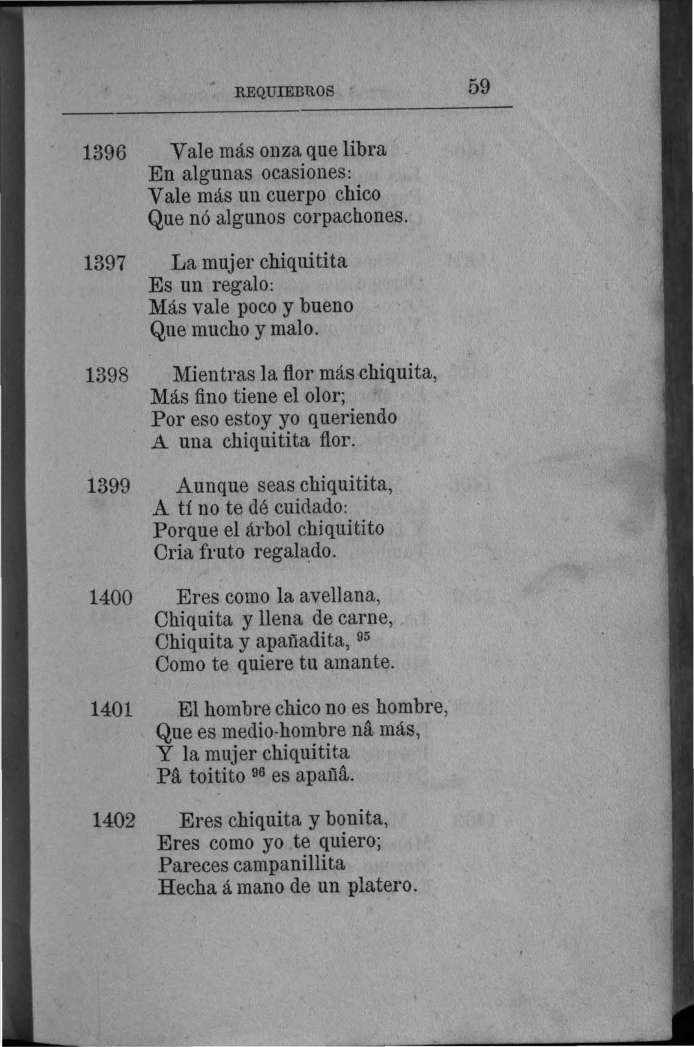 REQUIEBROS 59
1396 Vale más onza que libra
En algunas ocasiones:
Vale más un cuerpo chico
Que nó algunos corpachones.
1397 La mujer chiquitita
Es un regalo:
Más vale poco y bueno
Que mucho y malo.
1398 Mientras la flor más chiquita,
Más fino tiene el olor;
Por eso estoy yo queriendo
A una chiquitita flor.
1399 Aunque seas chiquitita,
A tí no te dé cuidado:
Porque el árbol chiquitito
Cria fruto regalado.
1400 Eres como la avellana,
Chiquita y llena de carne,
Chiquita y apañadita, 95
Como te quiere tu amante.
1401 El hombre chico no es hombre,
Que es medio-hombre nâ más,
Y la mujer chiquitita
Pâ toitito 96 es apañâ.
1402 Eres chiquita y bonita,
Eres como yo te quiero;
Pareces campanillita
Hecha á mano de un platero.